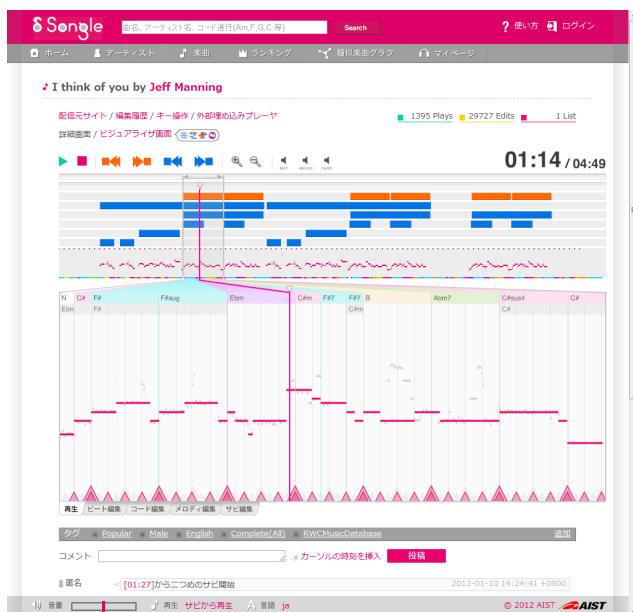 Songle
曲名、アーティスト名、コード進行(Am,F,G,C 等) Search ? 使い方 ログイン
ホーム アーティスト 楽曲 ランキング 類似楽曲グラフ マイページ
♪ I think of you by Jeff Manning
配信元サイト / 編集履歴 / キー操作 / 外部埋め込みプレーヤ 1395 Plays 29727 Edits 1 List
詳細画面 / ビジュアライザ画面
01:14 / 04:49
BEAT MELODY CHORD
N C# F# F#aug Ebm C#m F#7 F#7 B Abm7 C#sus4 C#
Ebm F# C#m C#
再生 ビート編集 コード編集 メロディ編集 サビ編集
タグ Popular Male English Complete(All) RWCMusicDatabase 追加
コメント カーソルの時刻を挿入 投稿
匿名 [01:27]から二つめのサビ開始 2012-01-10 14:24:41 +0900
音量 再生 サビから再生 言語 ja © 2012 AIST AIST